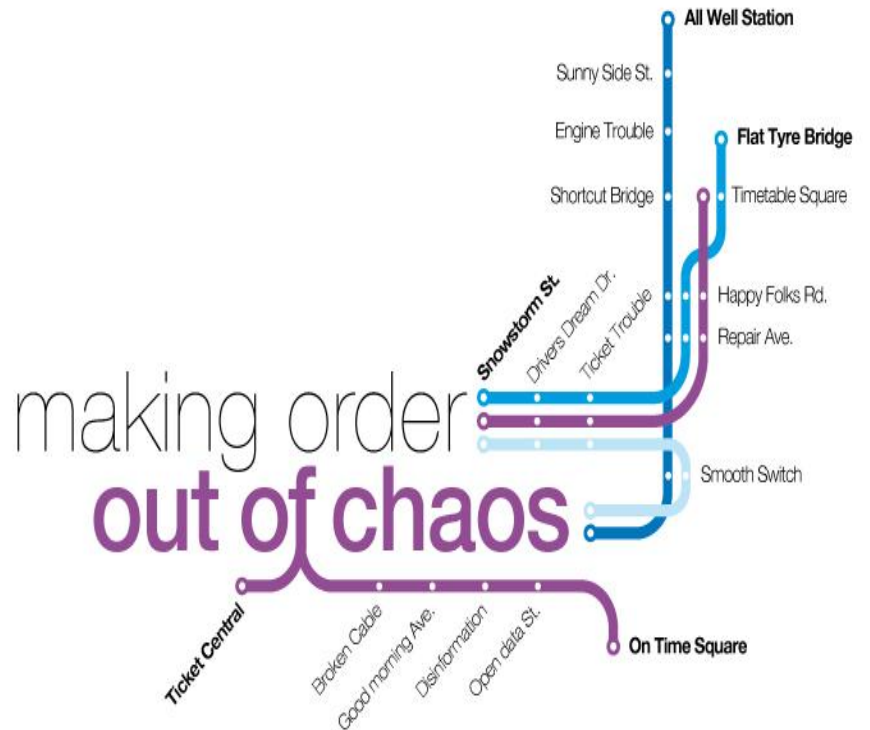 All Well Station
Sunny Side St.
Engine Trouble
Flat Tyre Bridge
Shortcut Bridge
Timetable Square
Snowstorm St.
Drivers Dream Dr.
Ticket Trouble
Happy Folks Rd.
Repair Ave.
making order
out of chaos
Smooth Switch
Ticket Central
Broken Cable
Good morning Ave.
Disinformation
Open data St.
On Time Square